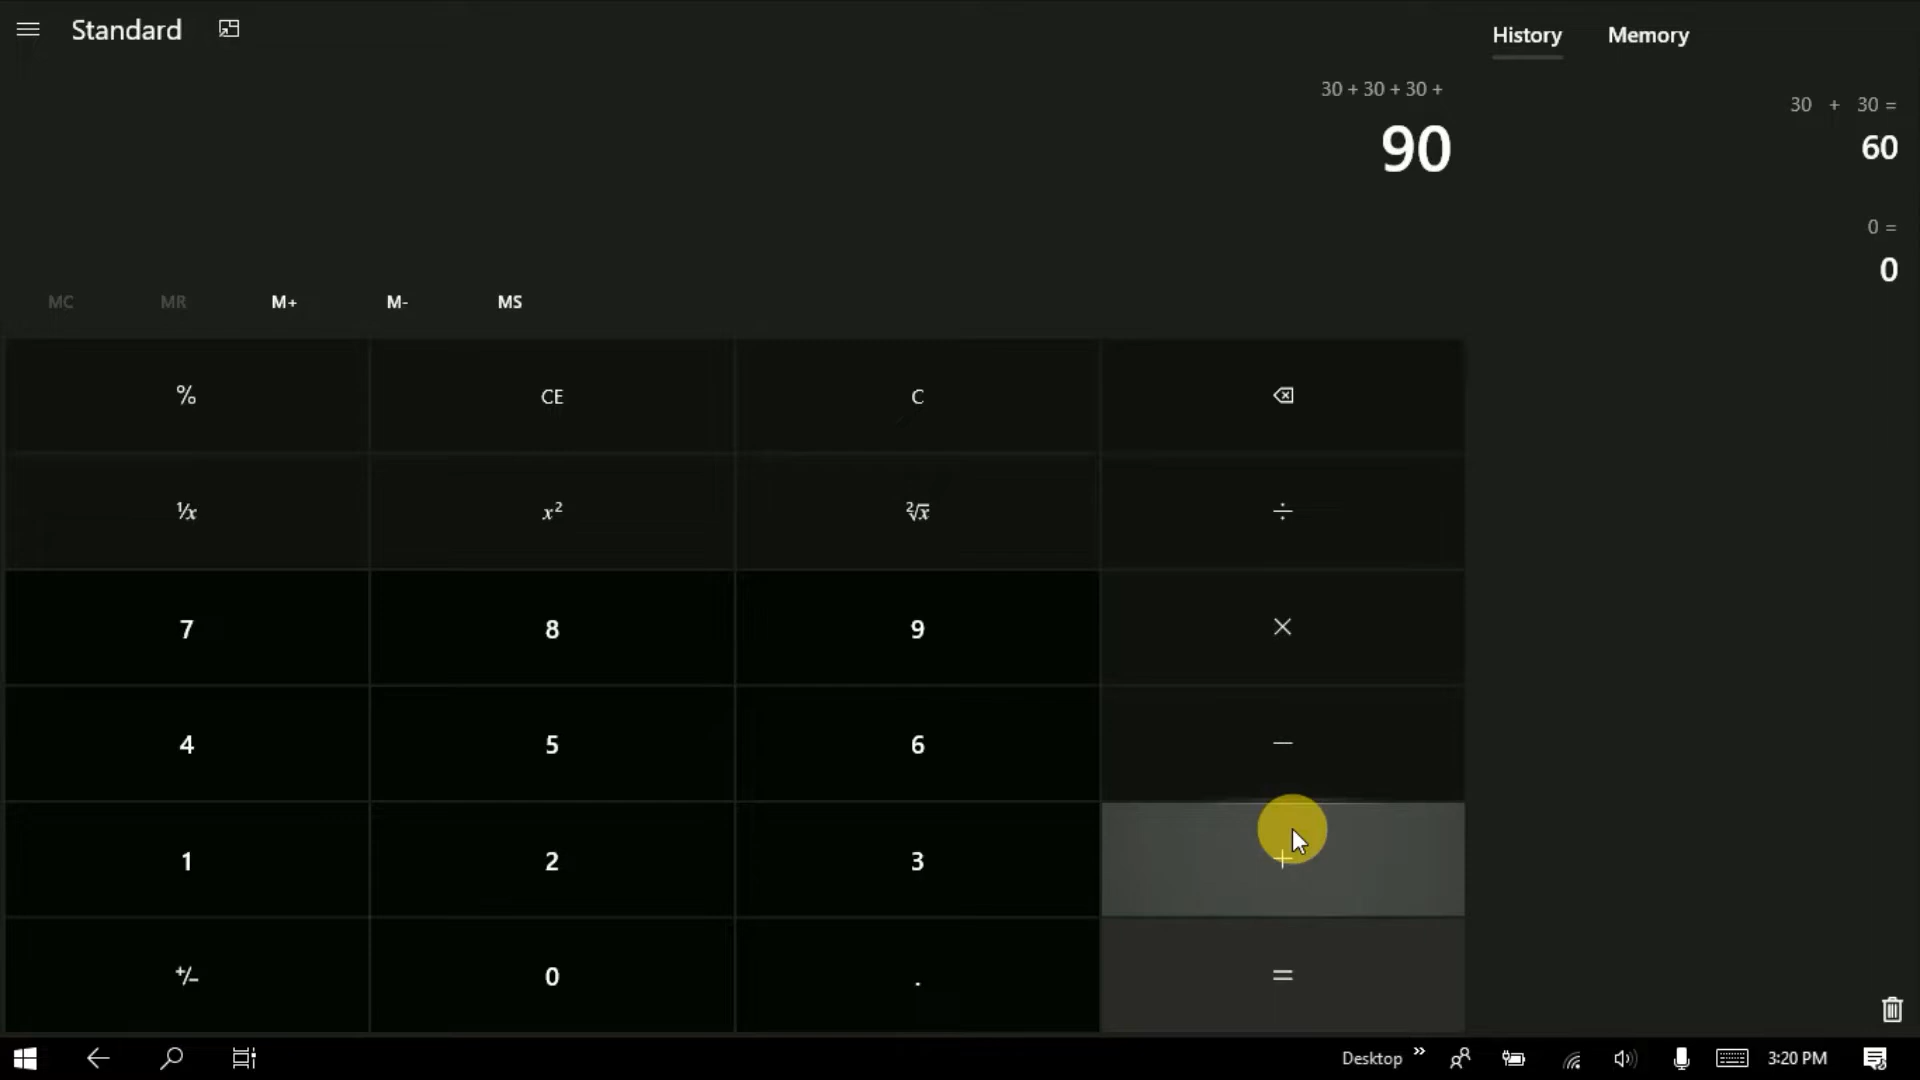 Standard
History Memory
30 + 30 + 30 +
90
30 + 30 =
60
0 =
0
MC MR M+ M- MS
% CE C
⅟x x² ²√x ÷
7 8 9 ×
4 5 6 −
1 2 3 +
+/− 0 . =
Desktop » 3:20 PM